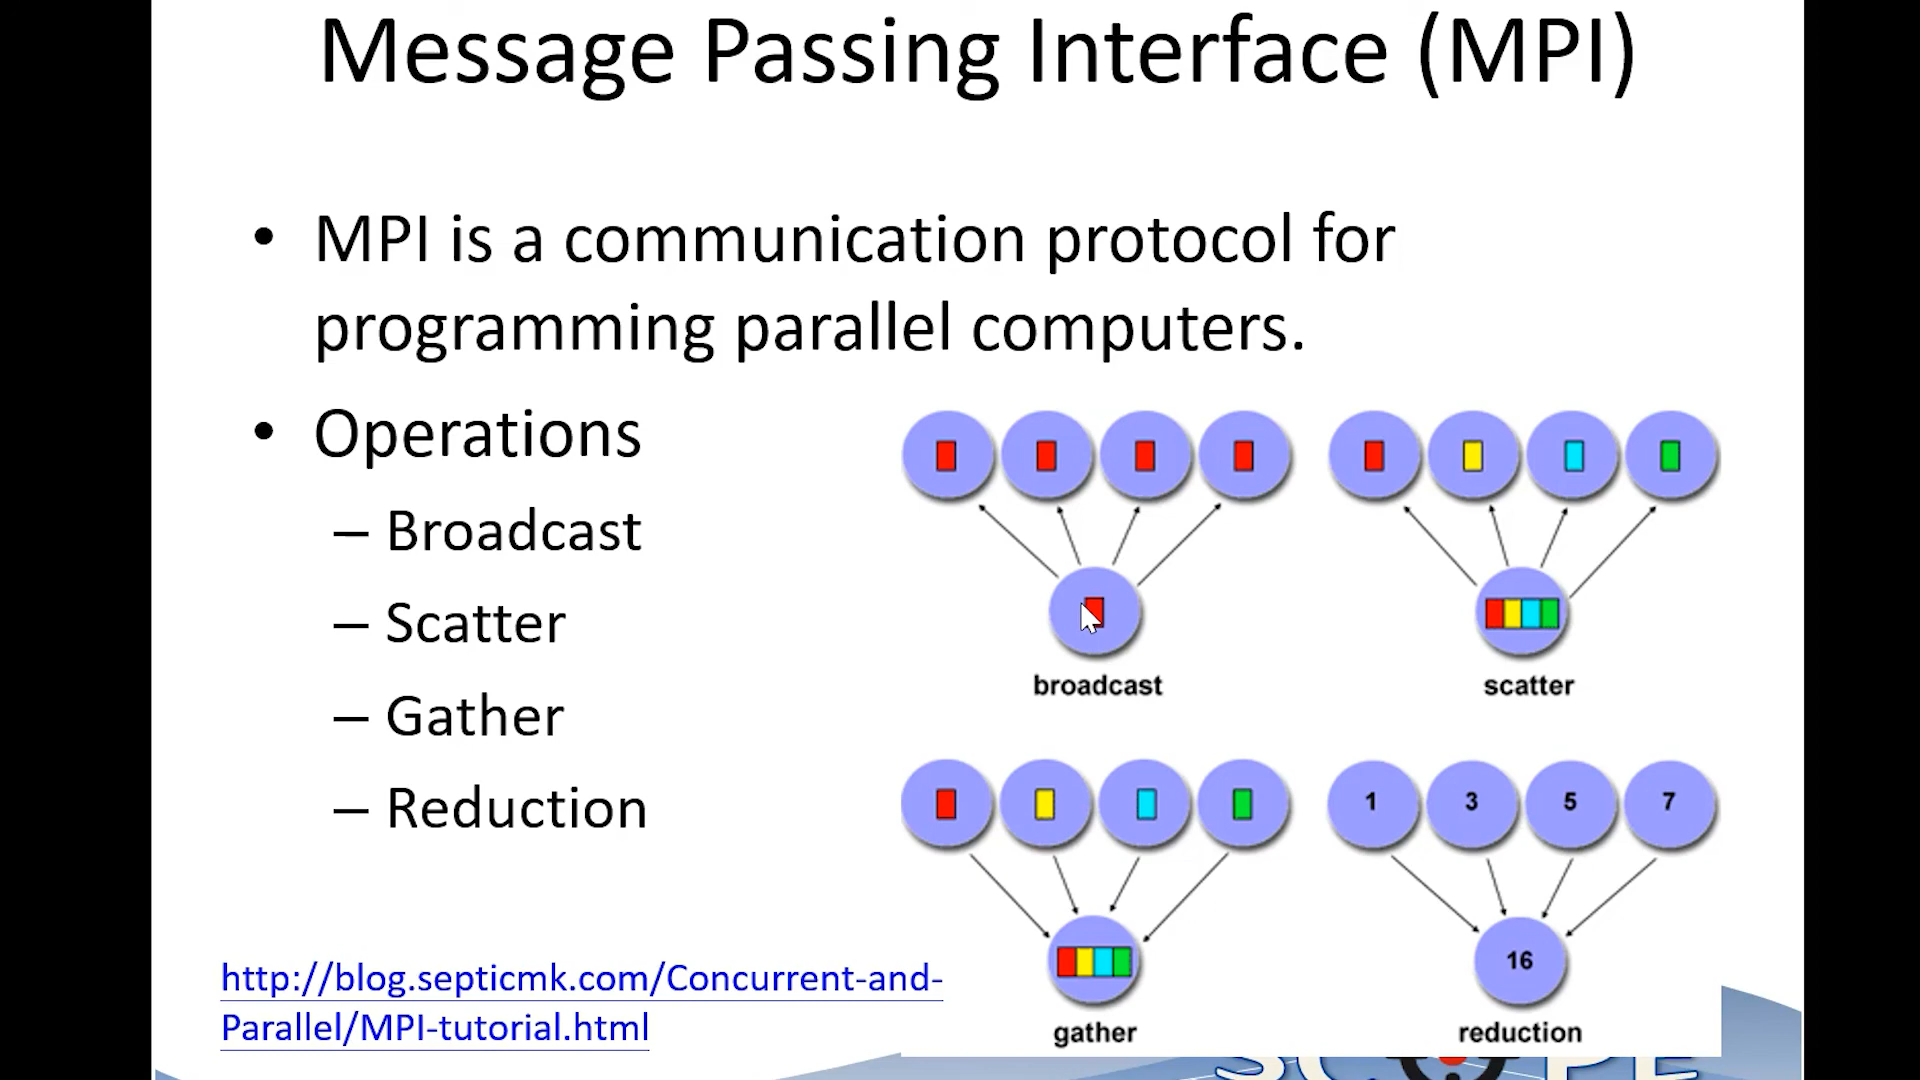 Message Passing Interface (MPI)
• MPI is a communication protocol for
programming parallel computers.
• Operations
– Broadcast
– Scatter
– Gather
– Reduction
broadcast
scatter
1 3 5 7
16
gather
reduction
http://blog.septicmk.com/Concurrent-and-
Parallel/MPI-tutorial.html